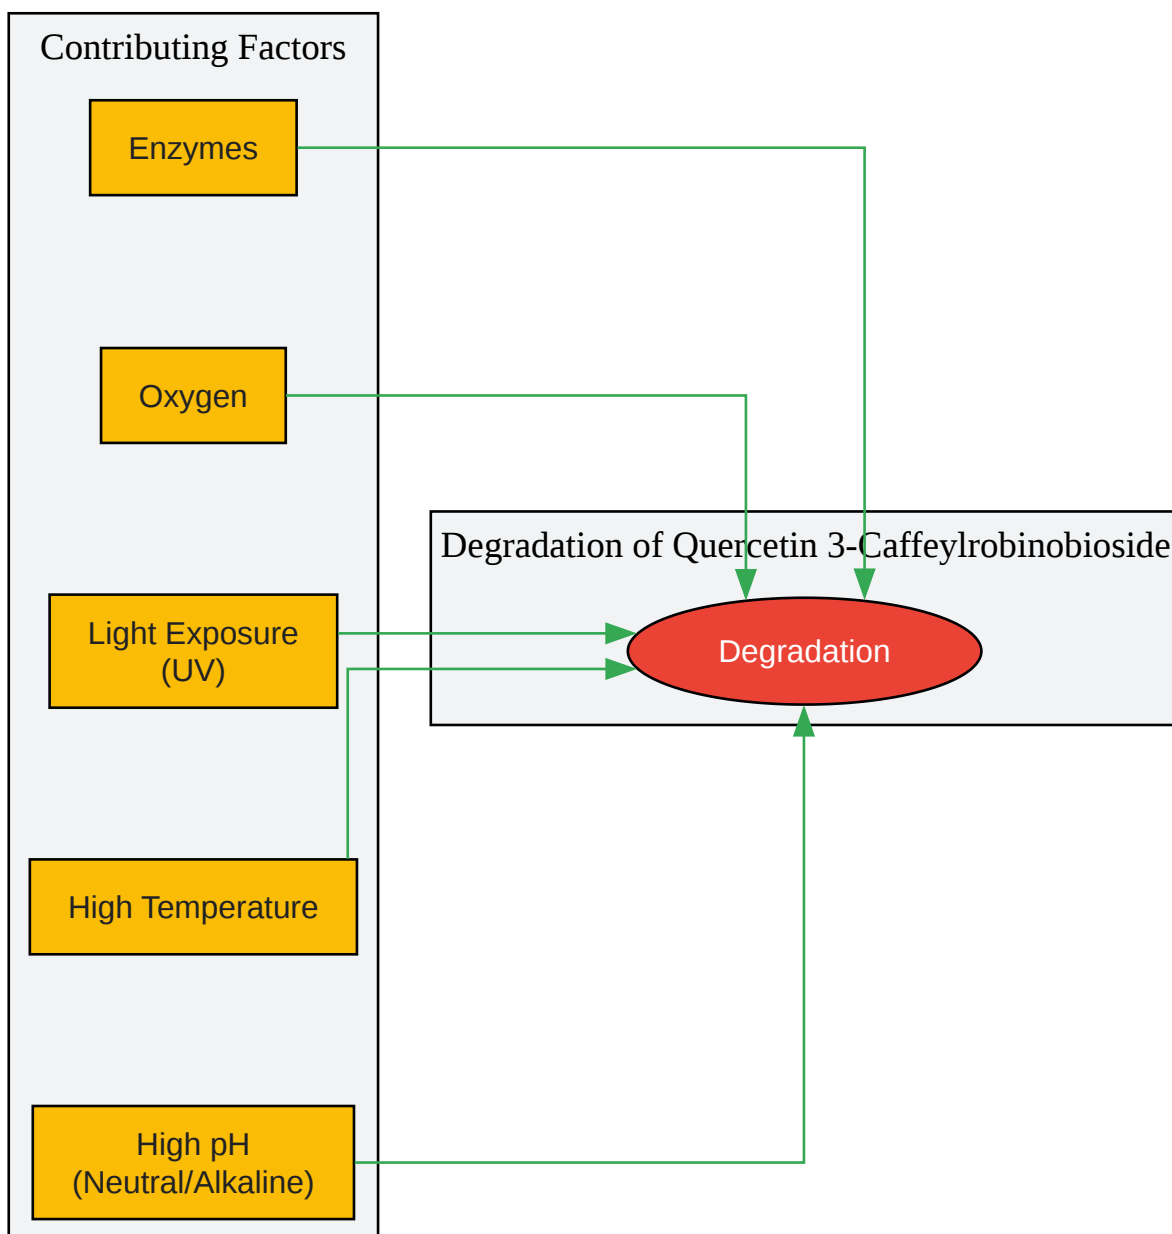 Contributing Factors
Enzymes
Oxygen
Degradation of Quercetin 3-Caffeylrobinobioside
Light Exposure
(UV)
Degradation
High Temperature
High pH
(Neutral/Alkaline)